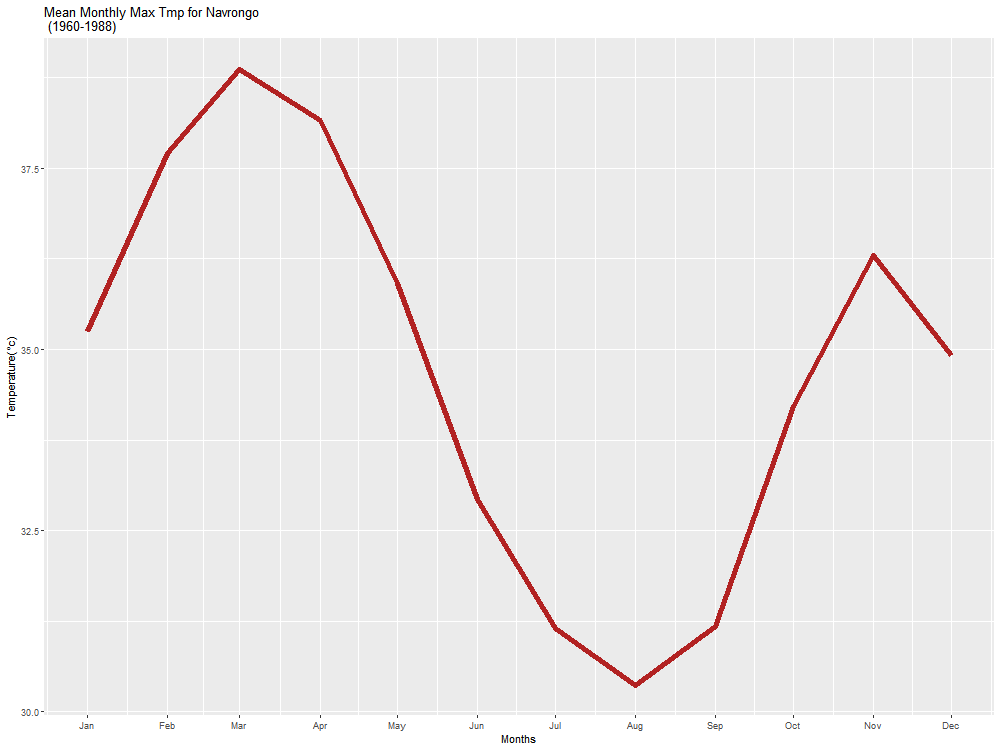 Mean Monthly Max Tmp for Navrongo
(1960-1988)
Temperature(°c)
37.5
35.0
32.5
30.0
Jan Feb Mar Apr May Jun Jul Aug Sep Oct Nov Dec
Months